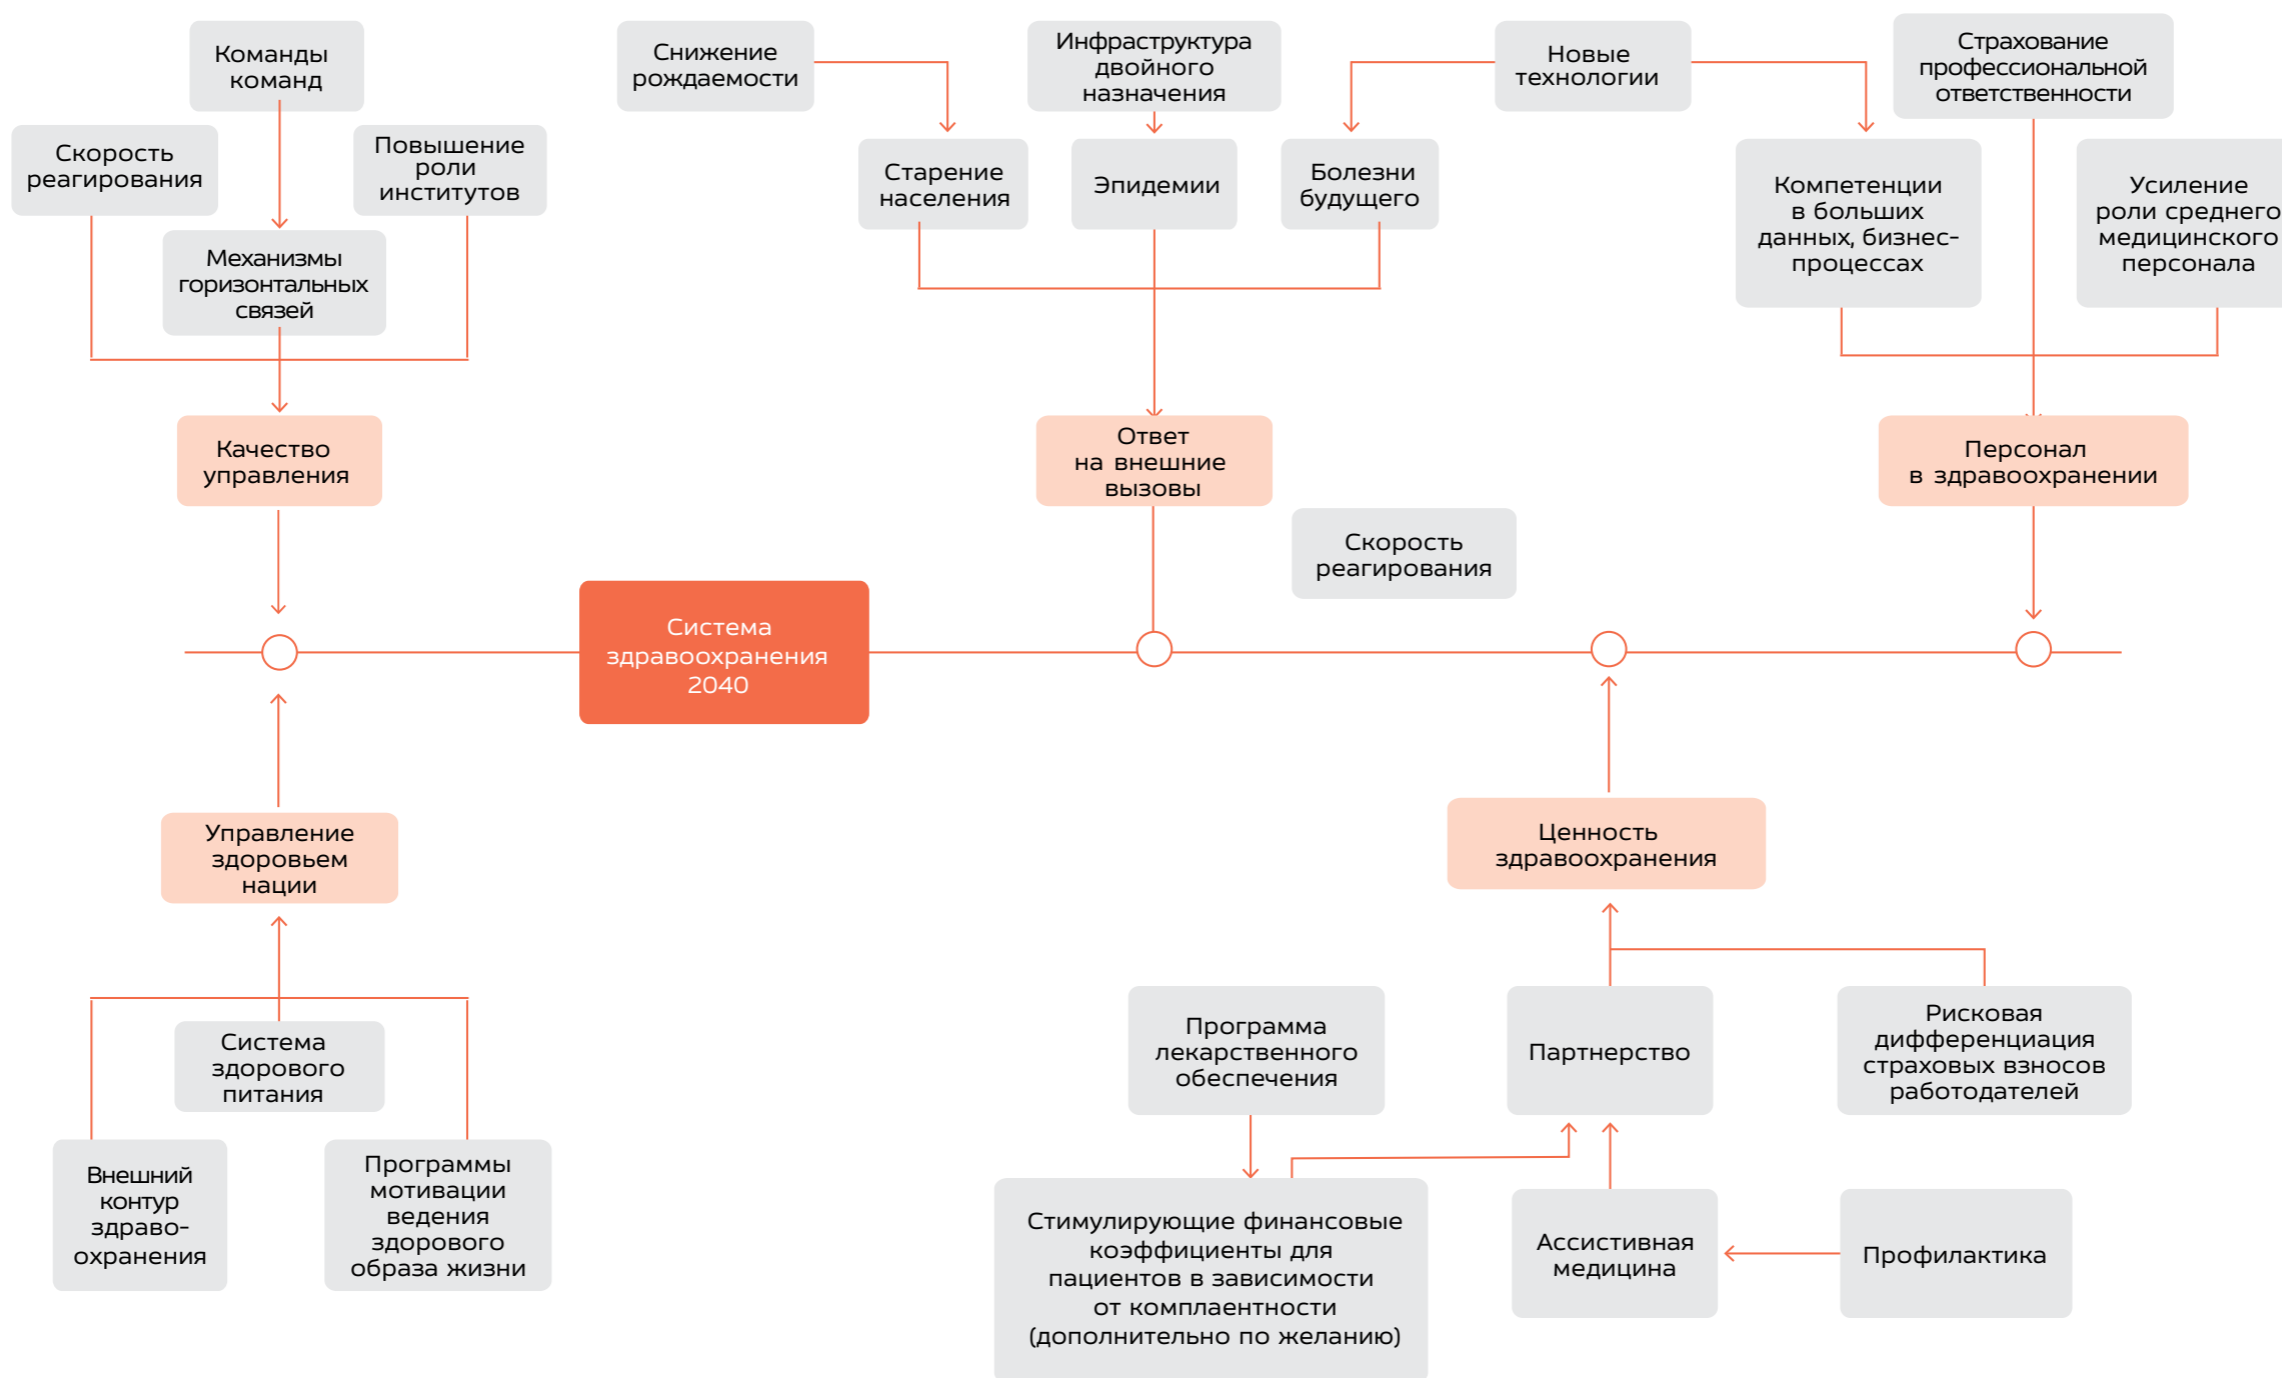 Команды
команд
Снижение
рождаемости
Инфраструктура
двойного
назначения
Новые
технологии
Страхование
профессиональной
ответственности
Скорость
реагирования
Повышение
роли
институтов
Механизмы
горизонтальных
связей
Старение
населения
Эпидемии
Болезни
будущего
Компетенции
в больших
данных, бизнес-
процессах
Усиление
роли среднего
медицинского
персонала
Качество
управления
Ответ
на внешние
вызовы
Персонал
в здравоохранении
Скорость
реагирования
Система
здравоохранения
2040
Управление
здоровьем
нации
Ценность
здравоохранения
Система
здорового
питания
Внешний
контур
здраво-
охранения
Программы
мотивации
ведения
здорового
образа жизни
Программа
лекарственного
обеспечения
Партнерство
Рисковая
дифференциация
страховых взносов
работодателей
Стимулирующие финансовые
коэффициенты для
пациентов в зависимости
от комплаентности
(дополнительно по желанию)
Ассистивная
медицина
Профилактика